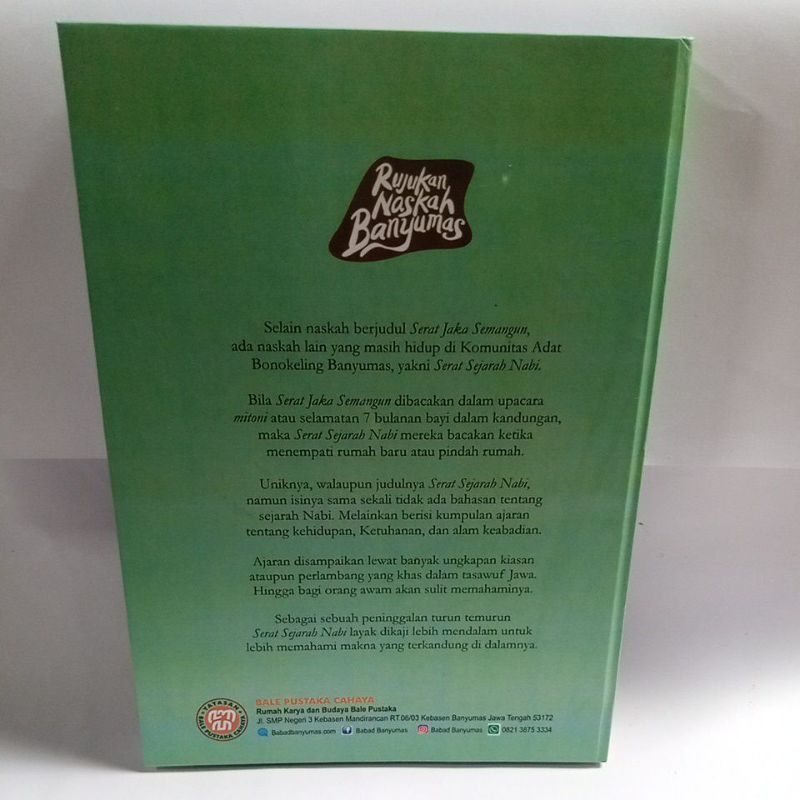 Rujukan
Naskah
Banyumas
Selain naskah berjudul Serat Jaka Semangun,
ada naskah lain yang masih hidup di Komunitas Adat
Bonokeling Banyumas, yakni Serat Sejarah Nabi.
Bila Serat Jaka Semangun dibacakan dalam upacara
mitoni atau selamatan 7 bulanan bayi dalam kandungan,
maka Serat Sejarah Nabi mereka bacakan ketika
menempati rumah baru atau pindah rumah.
Uniknya, walaupun judulnya Serat Sejarah Nabi,
namun isinya sama sekali tidak ada bahasan tentang
sejarah Nabi. Melainkan berisi kumpulan ajaran
tentang kehidupan, Ketuhanan, dan alam keabadian.
Ajaran disampaikan lewat banyak ungkapan kiasan
ataupun perlambang yang khas dalam tasawuf Jawa.
Hingga bagi orang awam akan sulit memahaminya.
Sebagai sebuah peninggalan turun temurun
Serat Sejarah Nabi layak dikaji lebih mendalam untuk
lebih memahami makna yang terkandung di dalamnya.
YAYASAN
BALE PUSTAKA CAHAYA
BALE PUSTAKA CAHAYA
Rumah Karya dan Budaya Bale Pustaka
Jl. SMP Negeri 3 Kebasen Mandirancan RT.06/03 Kebasen Banyumas Jawa Tengah 53172
Babadbanyumas.com Babad Banyumas Babad Banyumas 0821 3875 3334